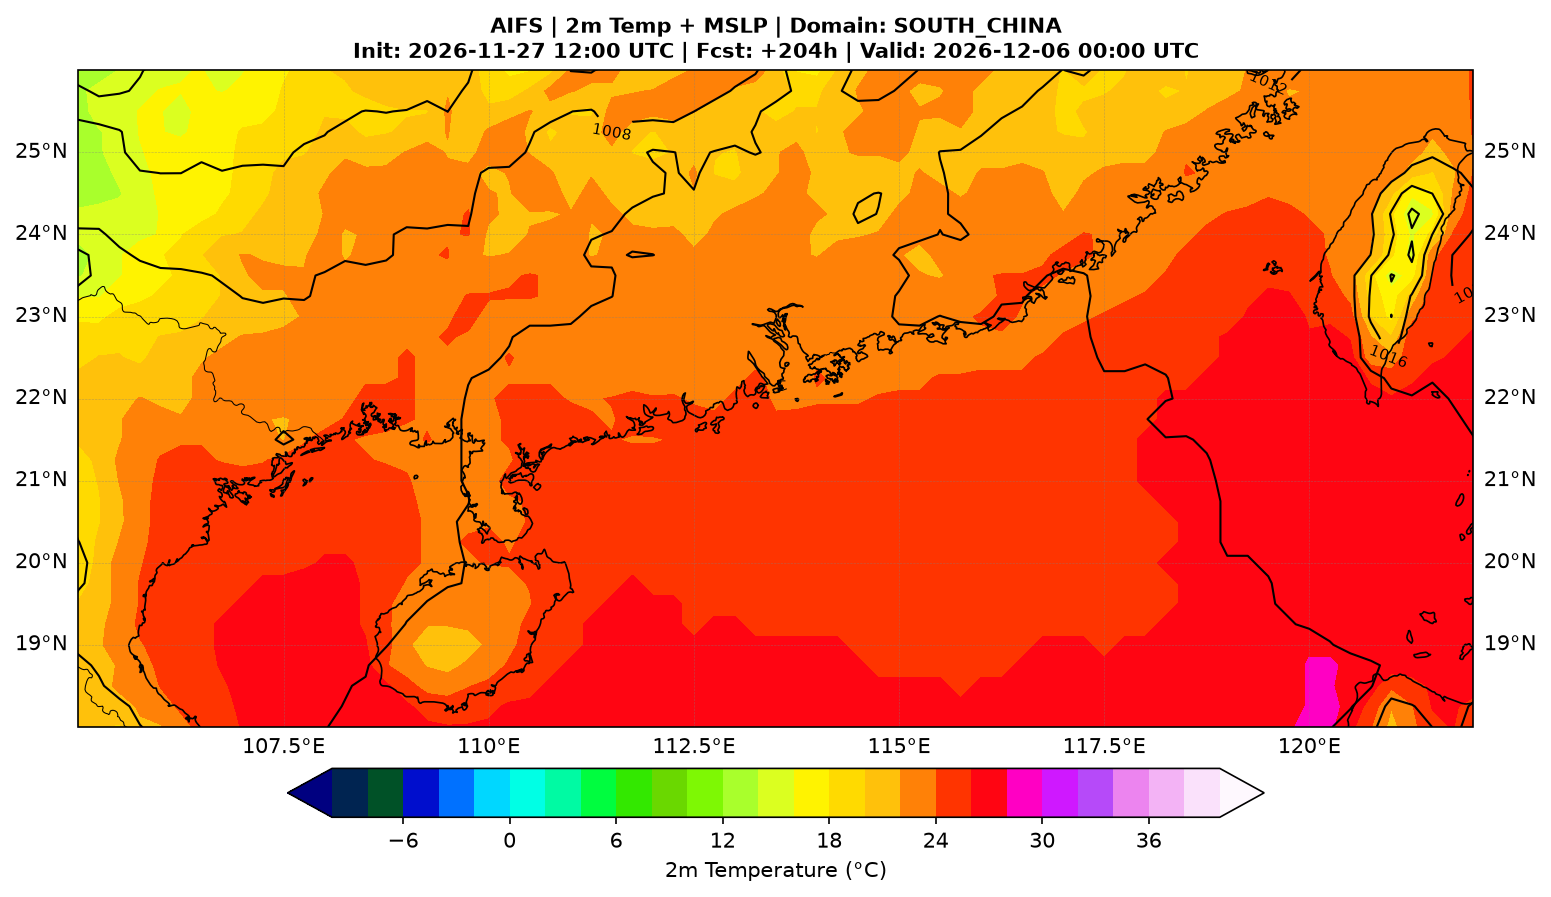 AIFS | 2m Temp + MSLP | Domain: SOUTH_CHINA
Init: 2026-11-27 12:00 UTC | Fcst: +204h | Valid: 2026-12-06 00:00 UTC
1012
1008
25°N
25°N
24°N
24°N
10
23°N
23°N
1016
22°N
22°N
21°N
21°N
20°N
20°N
19°N
19°N
107.5°E
110°E
112.5°E
115°E
117.5°E
120°E
−6
0
6
12
18
24
30
36
2m Temperature (°C)